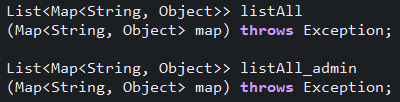 List<Map<String, Object>> listAll
(Map<String, Object> map) throws Exception;
List<Map<String, Object>> listAll_admin
(Map<String, Object> map) throws Exception;